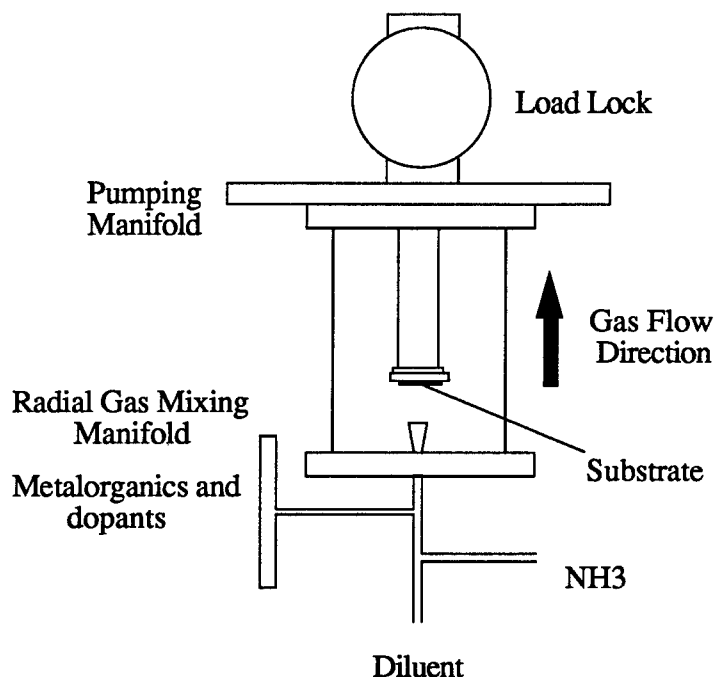 Load Lock
Pumping
Manifold
Gas Flow
Direction
Radial Gas Mixing
Manifold
Substrate
Metalorganics and
dopants
NH3
Diluent